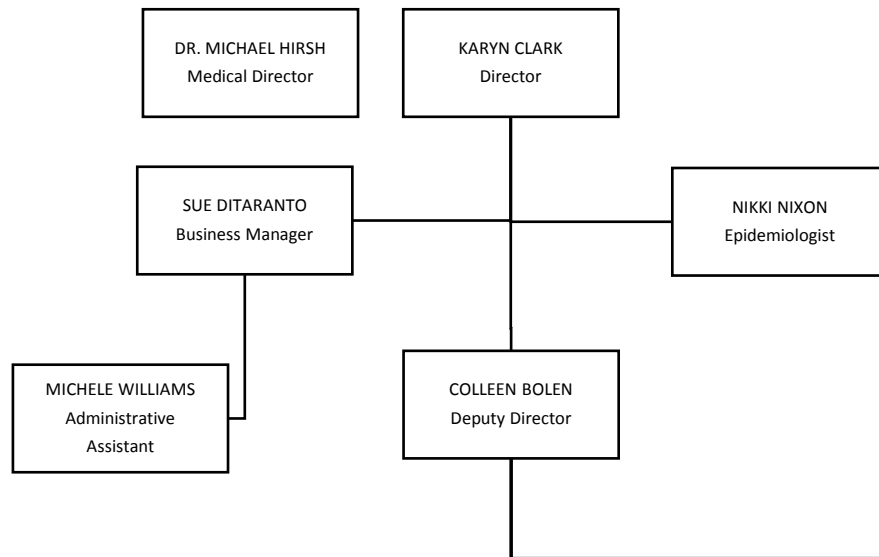 DR. MICHAEL HIRSH
Medical Director
KARYN CLARK
Director
SUE DITARANTO
Business Manager
NIKKI NIXON
Epidemiologist
MICHELE WILLIAMS
Administrative
Assistant
COLLEEN BOLEN
Deputy Director